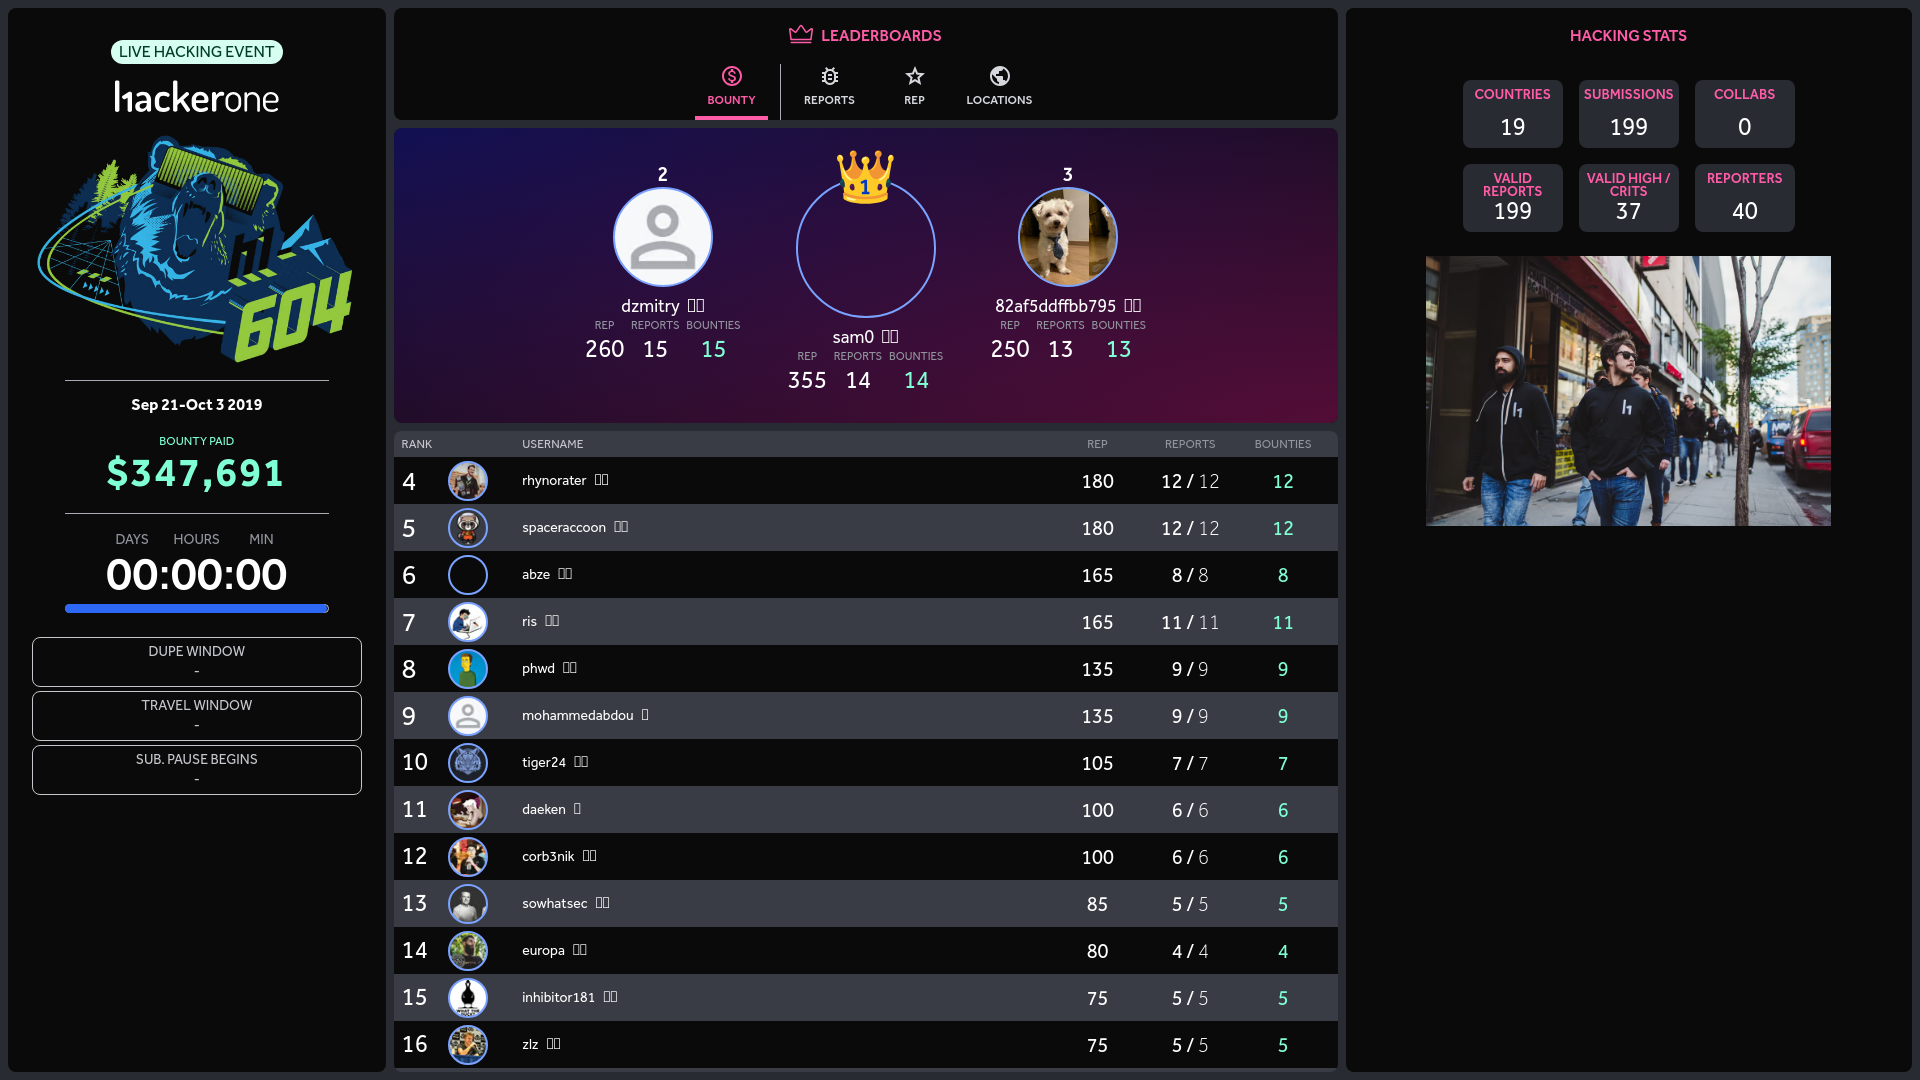 LIVE HACKING EVENT
hackerone
604
Sep 21-Oct 3 2019
BOUNTY PAID
$347,691
DAYS HOURS MIN
00:00:00
DUPE WINDOW
-
TRAVEL WINDOW
-
SUB. PAUSE BEGINS
-
LEADERBOARDS
BOUNTY REPORTS REP LOCATIONS
2
dzmitry
REP REPORTS BOUNTIES
260 15 15
1
sam0
REP REPORTS BOUNTIES
355 14 14
3
82af5ddffbb795
REP REPORTS BOUNTIES
250 13 13
RANK USERNAME REP REPORTS BOUNTIES
4 rhynorater 180 12 / 12 12
5 spaceraccoon 180 12 / 12 12
6 abze 165 8 / 8 8
7 ris 165 11 / 11 11
8 phwd 135 9 / 9 9
9 mohammedabdou 135 9 / 9 9
10 tiger24 105 7 / 7 7
11 daeken 100 6 / 6 6
12 corb3nik 100 6 / 6 6
13 sowhatsec 85 5 / 5 5
14 europa 80 4 / 4 4
15 inhibitor181 75 5 / 5 5
16 zlz 75 5 / 5 5
HACKING STATS
COUNTRIES
19
SUBMISSIONS
199
COLLABS
0
VALID
REPORTS
199
VALID HIGH /
CRITS
37
REPORTERS
40